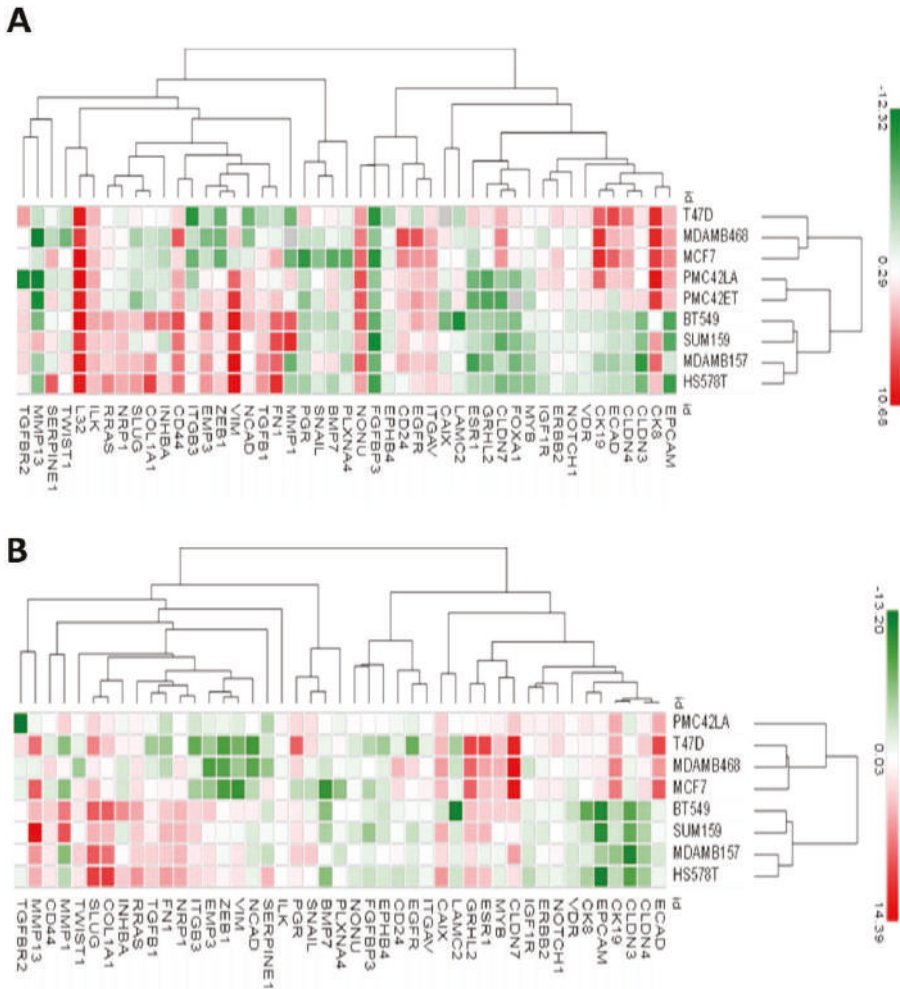 A
id
T47D
MDAMB468
MCF7
PMC42LA
PMC42ET
BT549
SUM159
MDAMB157
HS578T
id
-12.32
0.29
10.68
TGFBR2
MMP13
SERPINE1
TWIST1
L32
ILK
RRAS
NRP1
SLUG
COL1A1
INHBA
CD44
ITGB3
EMP3
ZEB1
VIM
NCAD
TGFB1
FN1
MMP1
PGR
SNAIL
BMP7
PLXNA4
NONU
FGFBP3
EPHB4
CD24
EGFR
ITGAV
CAIX
LAMC2
ESR1
GRHL2
CLDN7
FOXA1
MYB
IGF1R
ERBB2
NOTCH1
VDR
CK19
ECAD
CLDN4
CLDN3
CK8
EPCAM
B
id
PMC42LA
T47D
MDAMB468
MCF7
BT549
SUM159
MDAMB157
HS578T
id
-13.20
0.03
14.39
TGFBR2
MMP13
CD44
MMP1
TWIST1
SLUG
COL1A1
INHBA
RRAS
TGFB1
FN1
NRP1
ITGB3
EMP3
ZEB1
VIM
NCAD
SERPINE1
ILK
PGR
SNAIL
BMP7
PLXNA4
NONU
FGFBP3
EPHB4
CD24
EGFR
ITGAV
CAIX
LAMC2
GRHL2
ESR1
MYB
CLDN7
IGF1R
ERBB2
NOTCH1
VDR
CK8
EPCAM
CK19
CLDN3
CLDN4
ECAD